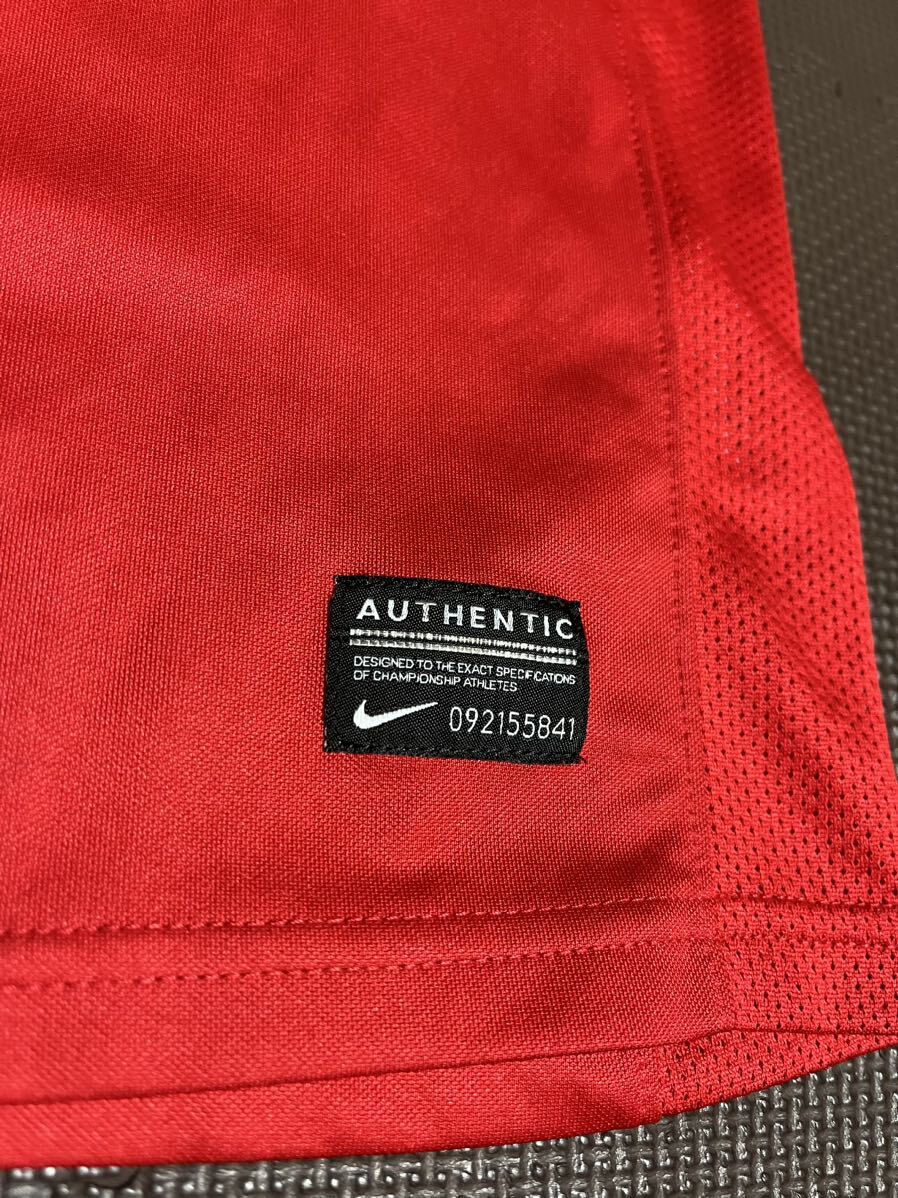 AUTHENTIC
DESIGNED TO THE EXACT SPECIFICATIONS
OF CHAMPIONSHIP ATHLETES
092155841